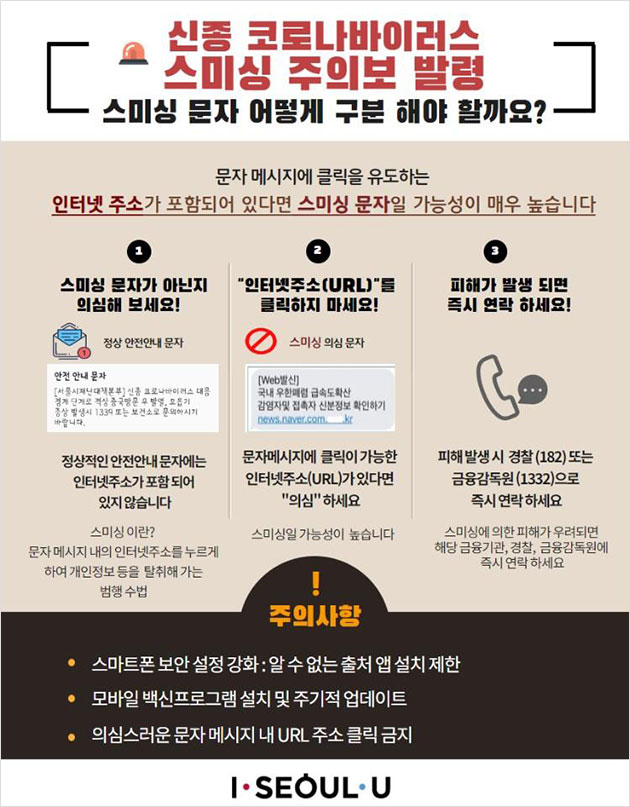 신종 코로나바이러스
스미싱 주의보 발령
스미싱 문자 어떻게 구분 해야 할까요?
문자 메시지에 클릭을 유도하는
인터넷 주소가 포함되어 있다면 스미싱 문자일 가능성이 매우 높습니다
1
스미싱 문자가 아닌지
의심해 보세요!
1
정상 안전안내 문자
안전 안내 문자
[서울시재난대책본부] 신종 코로나바이러스 대응
경계 단계로 격상 중국방문 후 발열, 호흡기
증상 발생시 1339 또는 보건소로 문의하시기
바랍니다.
정상적인 안전안내 문자에는
인터넷주소가 포함 되어
있지 않습니다
스미싱 이란?
문자 메시지 내의 인터넷주소를 누르게
하여 개인정보 등을 탈취해 가는
범행 수법
2
"인터넷주소(URL)"를
클릭하지 마세요!
스미싱 의심 문자
[Web발신]
국내 우한폐렴 급속도확산
감염자및 접촉자 신분정보 확인하기
news.naver.com. .kr
문자메시지에 클릭이 가능한
인터넷주소(URL)가 있다면
"의심" 하세요
스미싱일 가능성이 높습니다
3
피해가 발생 되면
즉시 연락 하세요!
피해 발생 시 경찰 (182) 또는
금융감독원 (1332)으로
즉시 연락 하세요
스미싱에 의한 피해가 우려되면
해당 금융기관, 경찰, 금융감독원에
즉시 연락 하세요
!
주의사항
• 스마트폰 보안 설정 강화 : 알 수 없는 출처 앱 설치 제한
• 모바일 백신프로그램 설치 및 주기적 업데이트
• 의심스러운 문자 메시지 내 URL 주소 클릭 금지
I·SEOUL·U